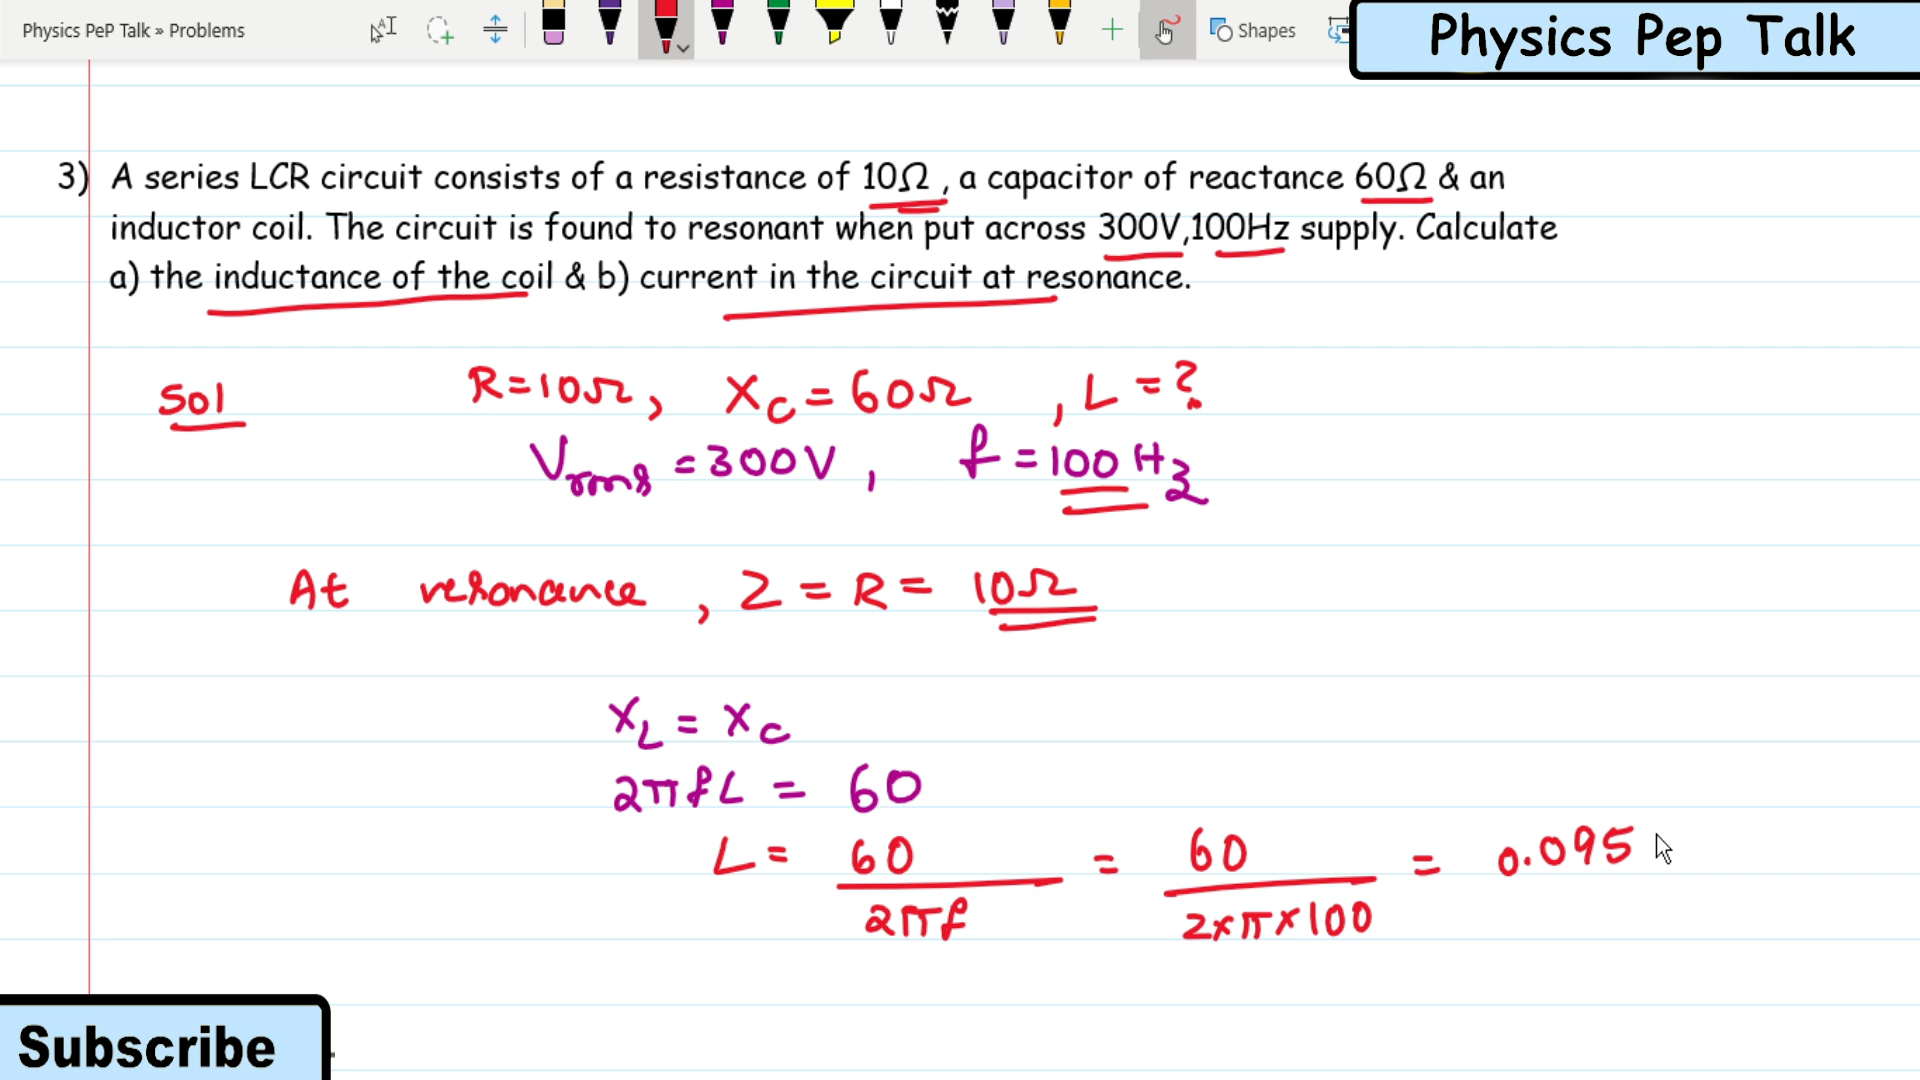 Physics PeP Talk » Problems
Shapes
Physics Pep Talk
3) A series LCR circuit consists of a resistance of 10Ω , a capacitor of reactance 60Ω & an
inductor coil. The circuit is found to resonant when put across 300V,100Hz supply. Calculate
a) the inductance of the coil & b) current in the circuit at resonance.
Sol R=10Ω, Xc = 60Ω , L = ?
Vrms = 300V , f = 100 Hz
At resonance , Z = R = 10Ω
XL = Xc
2πfL = 60
L = 60/2πf = 60/2×π×100 = 0.095
Subscribe